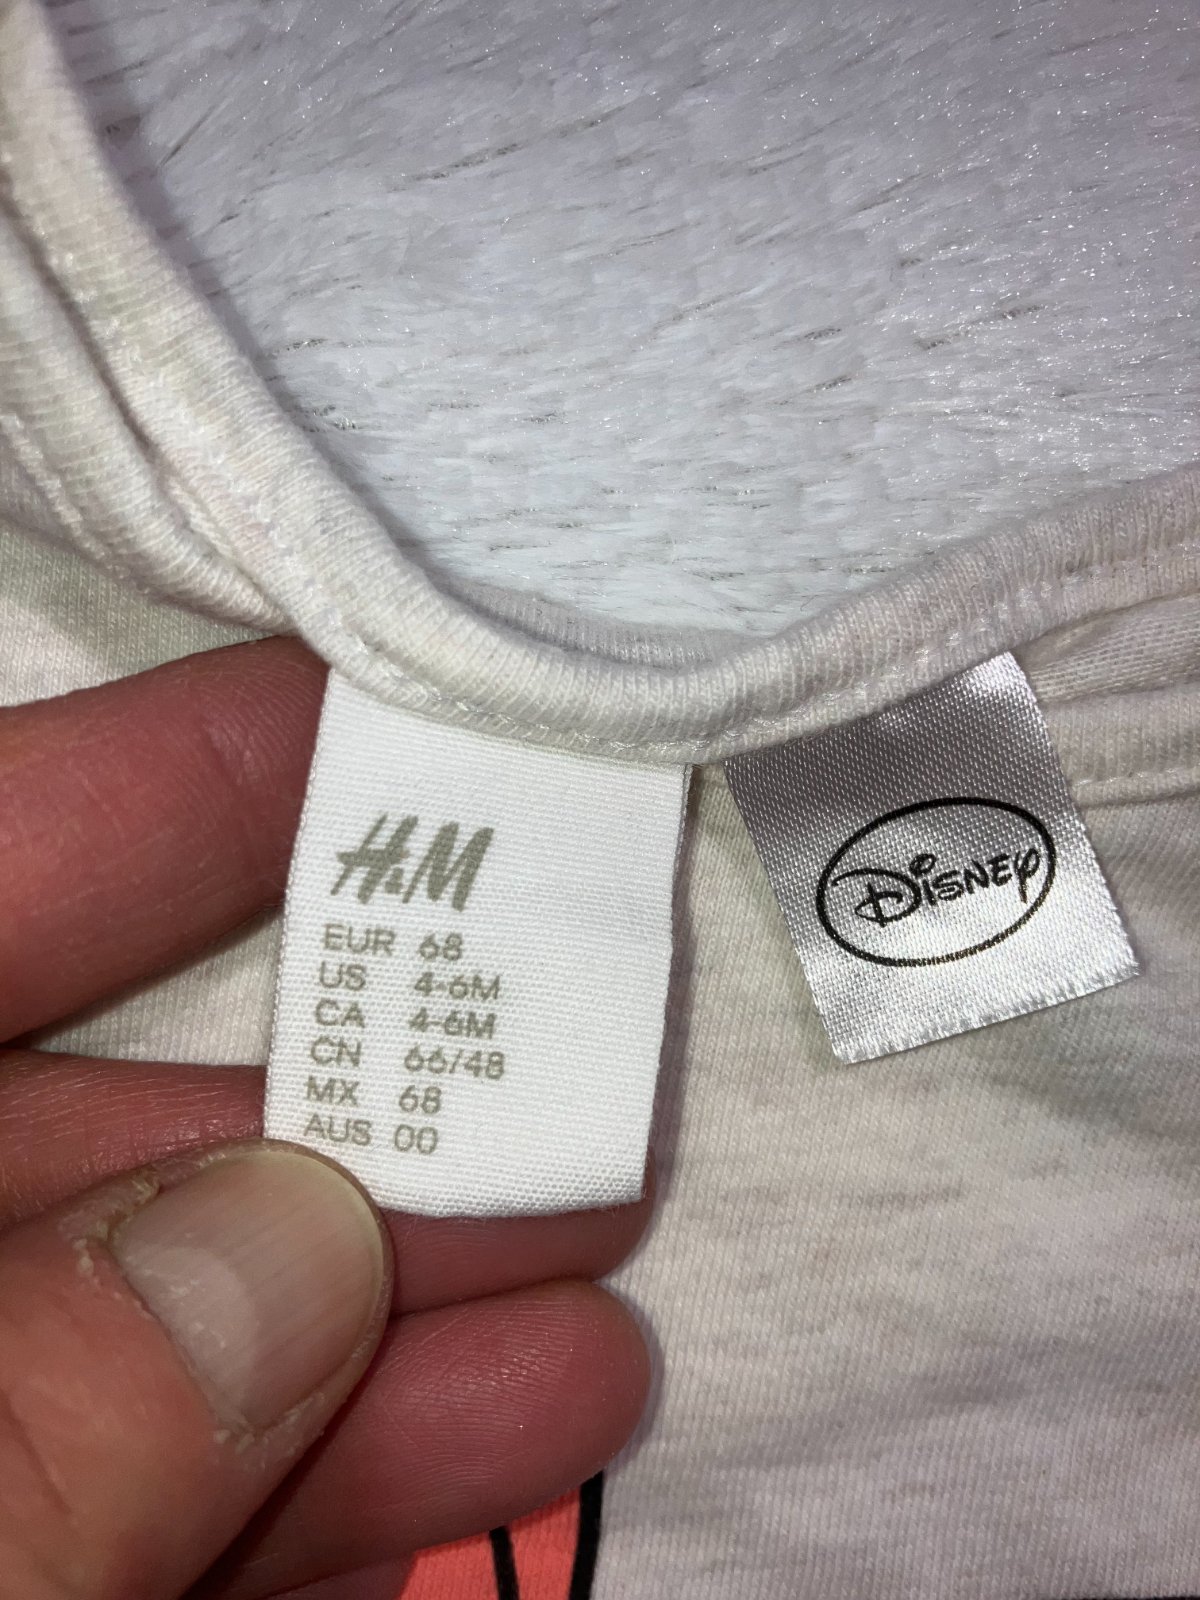 H&M
EUR 68
US 4-6M
CA 4-6M
CN 66/48
MX 68
AUS 00
Disney